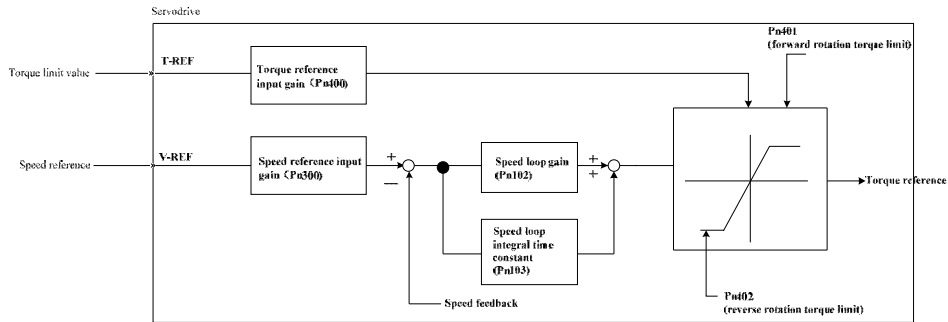 Servodrive
Pn401
(forward rotation torque limit)
T-REF
Torque limit value
Torque reference
input gain（Pn400）
V-REF
Speed reference
Speed reference input
gain（Pn300）
+
—
Speed loop gain
(Pn102)
+
+
Torque reference
Speed loop
integral time
constant
(Pn103)
Speed feedback
Pn402
(reverse rotation torque limit)